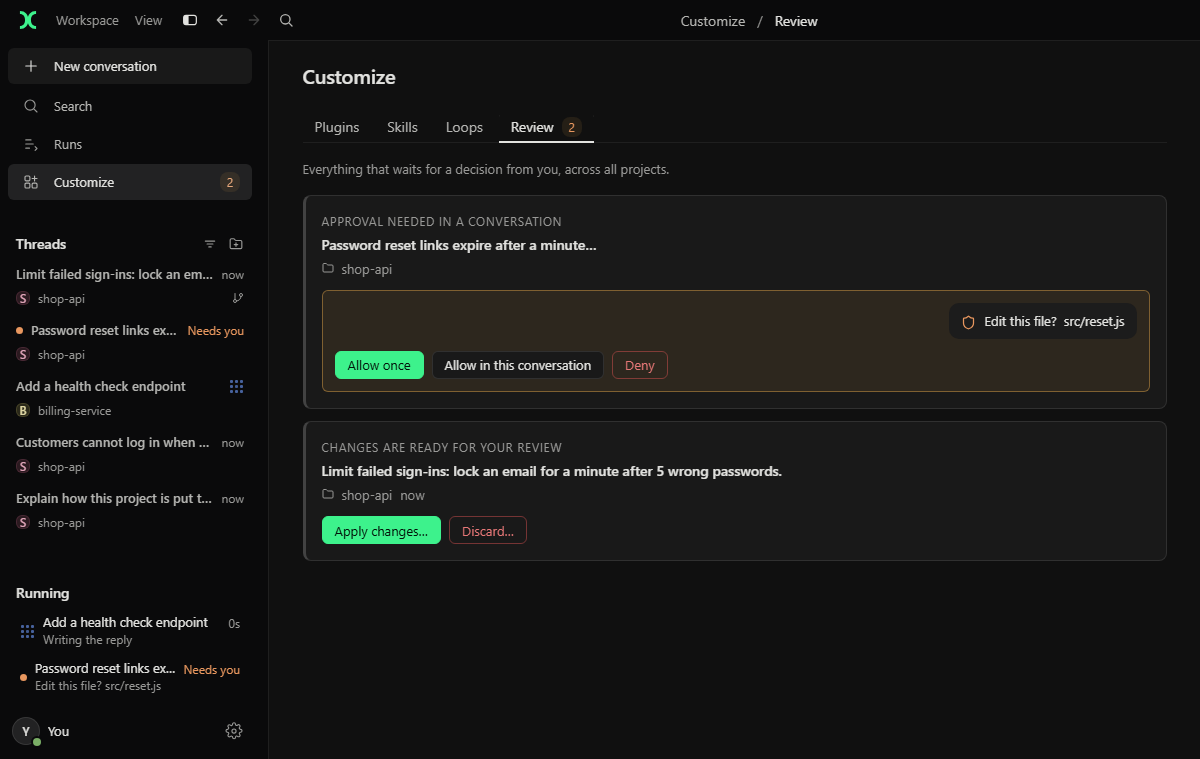 Workspace View
Customize / Review
New conversation
Search
Runs
Customize 2
Threads
Limit failed sign-ins: lock an em... now
S shop-api
Password reset links ex... Needs you
S shop-api
Add a health check endpoint
B billing-service
Customers cannot log in when ... now
S shop-api
Explain how this project is put t... now
S shop-api
Running
Add a health check endpoint 0s
Writing the reply
Password reset links ex... Needs you
Edit this file? src/reset.js
Y You
Customize
Plugins Skills Loops Review 2
Everything that waits for a decision from you, across all projects.
APPROVAL NEEDED IN A CONVERSATION
Password reset links expire after a minute...
shop-api
Edit this file? src/reset.js
Allow once Allow in this conversation Deny
CHANGES ARE READY FOR YOUR REVIEW
Limit failed sign-ins: lock an email for a minute after 5 wrong passwords.
shop-api now
Apply changes... Discard...